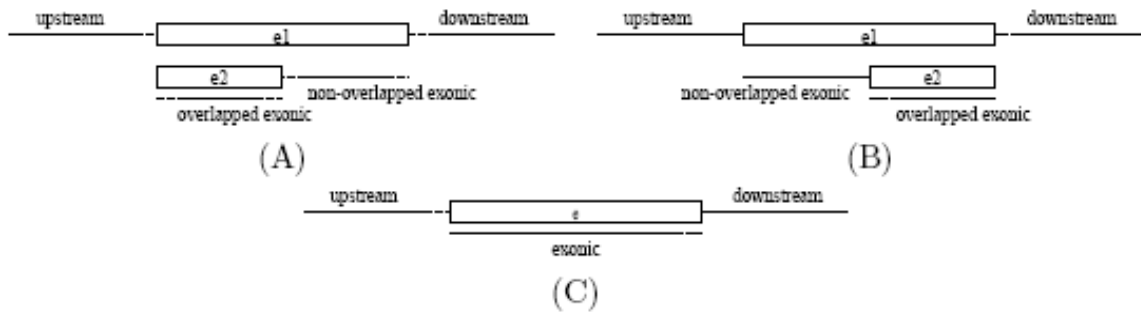 upstream downstream upstream downstream
e1 e1
e2 e2
non-overlapped exonic non-overlapped exonic
overlapped exonic overlapped exonic
(A) (B)
upstream downstream
e
exonic
(C)